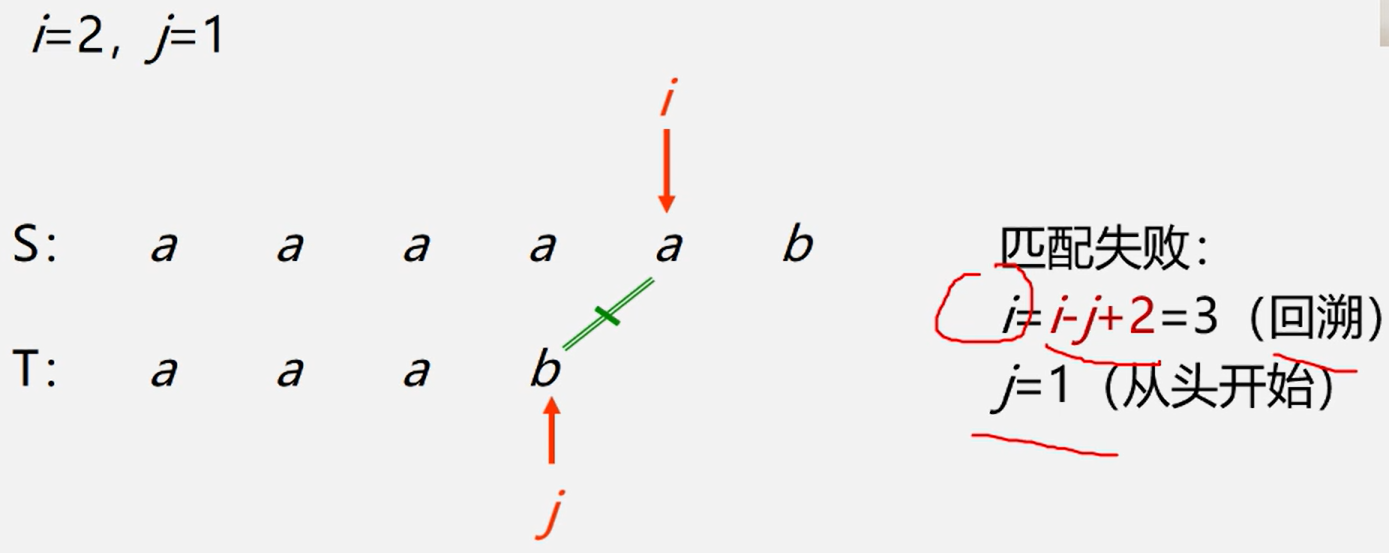 i=2，j=1
i
S： a a a a a b
T： a a a b
j
匹配失败：
i=i-j+2=3（回溯）
j=1（从头开始）